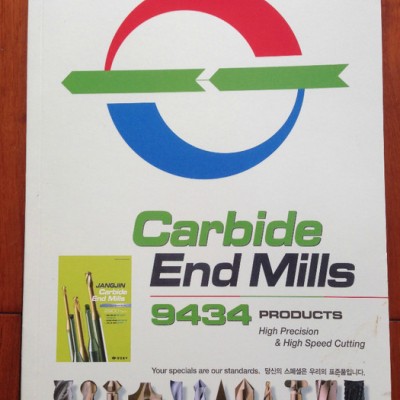 Carbide
End Mills
9434 PRODUCTS
High Precision
& High Speed Cutting
JANGJIN
Carbide
End Mills
Your specials are our standards. 당신의 스페셜은 우리의 표준품입니다.